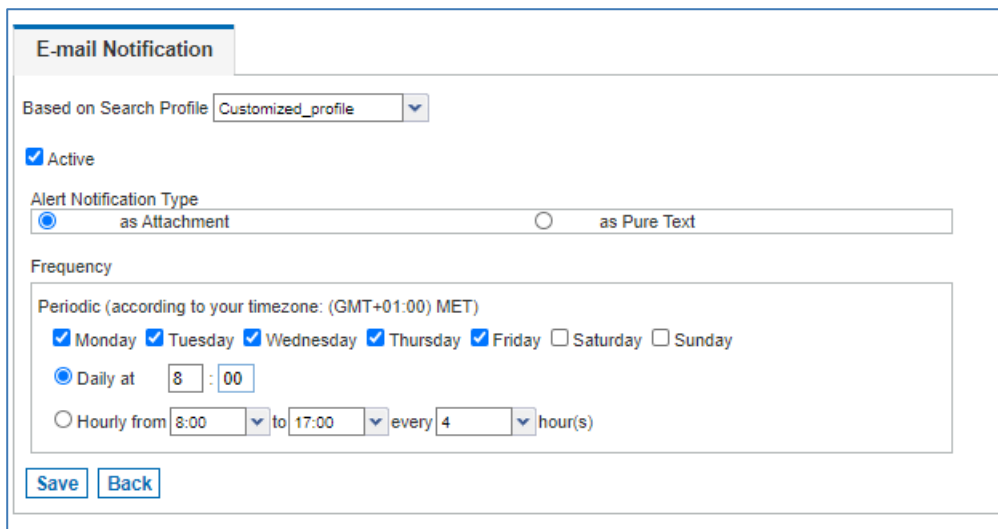 E-mail Notification
Based on Search Profile Customized_profile
Active
Alert Notification Type
as Attachment as Pure Text
Frequency
Periodic (according to your timezone: (GMT+01:00) MET)
Monday Tuesday Wednesday Thursday Friday Saturday Sunday
Daily at 8 : 00
Hourly from 8:00 to 17:00 every 4 hour(s)
Save Back